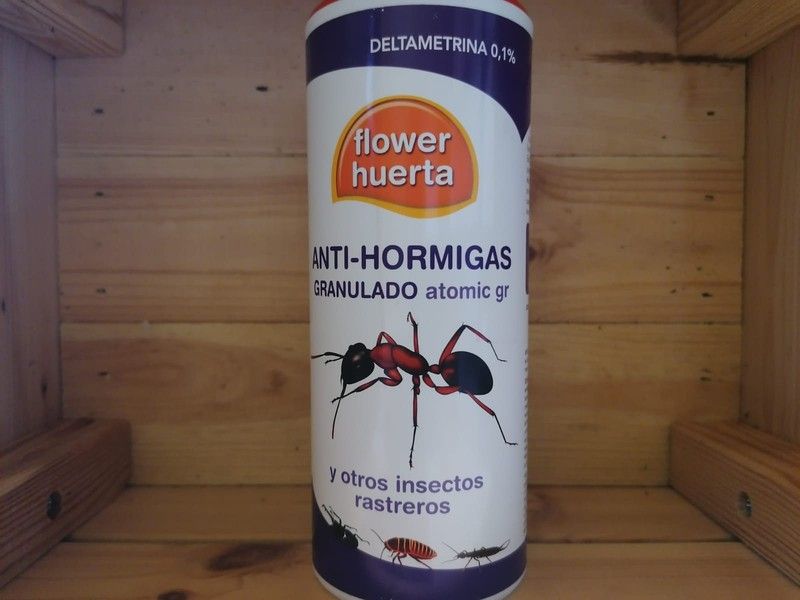 DELTAMETRINA 0,1%
flower
huerta
ANTI-HORMIGAS
GRANULADO atomic gr
y otros insectos
rastreros